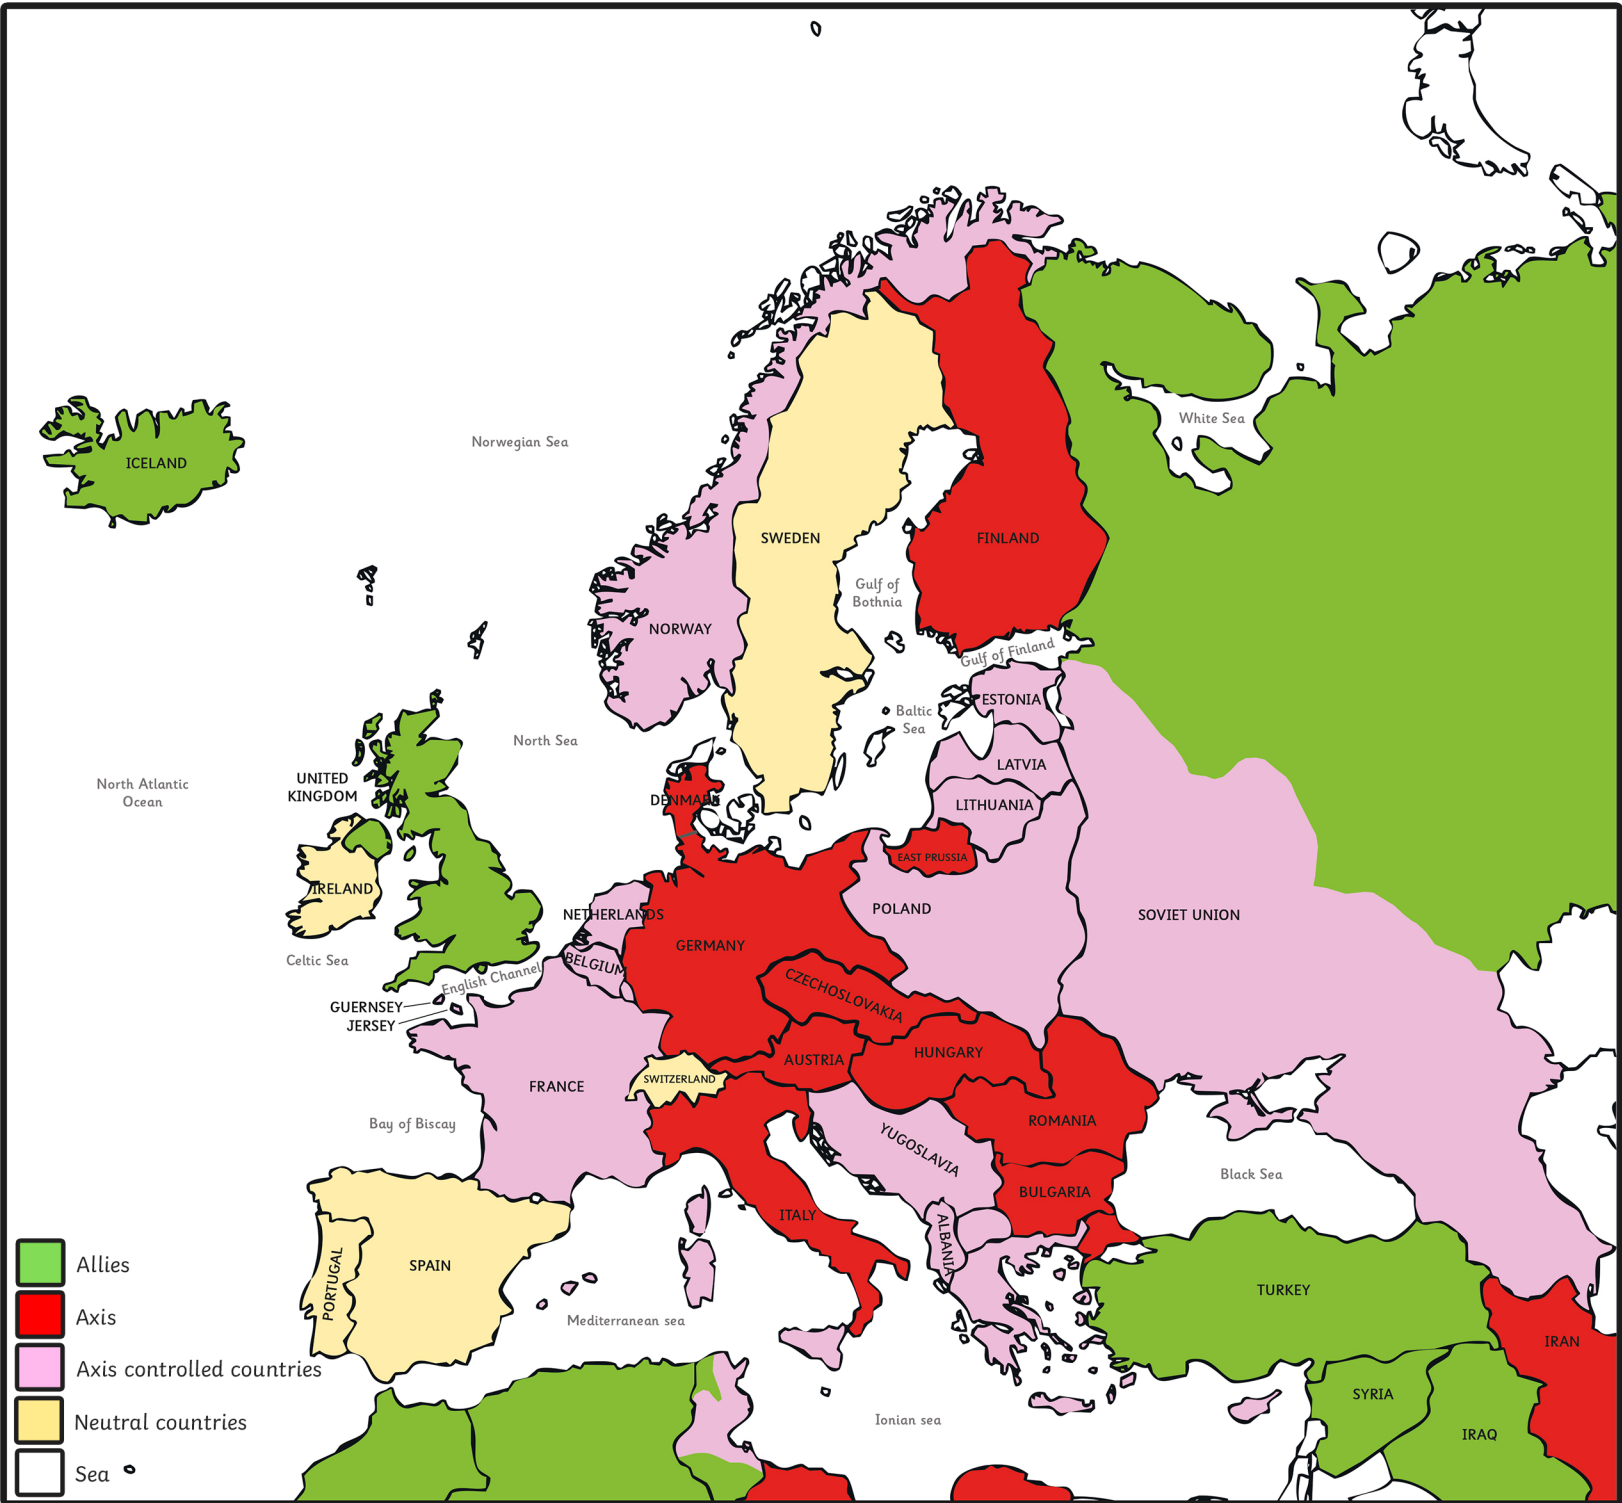 ICELAND
Norwegian Sea
White Sea
SWEDEN
FINLAND
Gulf of
Bothnia
NORWAY
Gulf of Finland
ESTONIA
Baltic
Sea
North Sea
LATVIA
North Atlantic
Ocean
UNITED
KINGDOM
DENMARK
LITHUANIA
EAST PRUSSIA
IRELAND
NETHERLANDS
POLAND
SOVIET UNION
GERMANY
Celtic Sea
English Channel
BELGIUM
CZECHOSLOVAKIA
GUERNSEY
JERSEY
HUNGARY
AUSTRIA
SWITZERLAND
FRANCE
Bay of Biscay
ROMANIA
YUGOSLAVIA
Black Sea
BULGARIA
ITALY
ALBANIA
SPAIN
PORTUGAL
TURKEY
Mediterranean sea
IRAN
SYRIA
Ionian sea
IRAQ
Allies
Axis
Axis controlled countries
Neutral countries
Sea